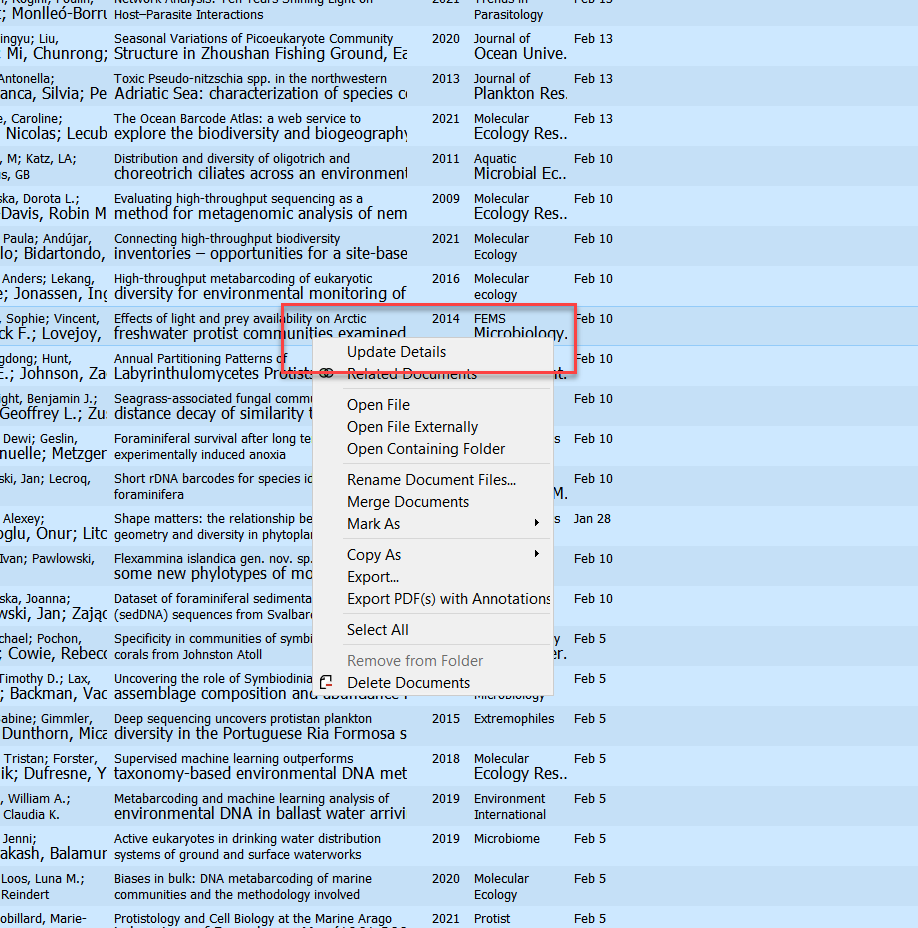 Network Analysis: Ten Years Shining Light on 2021 Trends in Feb 13
t; Monlleó-Borru Host–Parasite Interactions Parasitology
ingyu; Liu, Seasonal Variations of Picoeukaryote Community 2020 Journal of Feb 13
; Mi, Chunrong; Structure in Zhoushan Fishing Ground, Ea Ocean Unive.
Antonella; Toxic Pseudo-nitzschia spp. in the northwestern 2013 Journal of Feb 13
anca, Silvia; Pe Adriatic Sea: characterization of species co Plankton Res.
e, Caroline; The Ocean Barcode Atlas: a web service to 2021 Molecular Feb 13
Nicolas; Lecub explore the biodiversity and biogeography Ecology Res..
, M; Katz, LA; Distribution and diversity of oligotrich and 2011 Aquatic Feb 10
s, GB choreotrich ciliates across an environment Microbial Ec..
ska, Dorota L.; Evaluating high-throughput sequencing as a 2009 Molecular Feb 10
-Davis, Robin M method for metagenomic analysis of nem Ecology Res..
Paula; Andújar, Connecting high-throughput biodiversity 2021 Molecular Feb 10
lo; Bidartondo, inventories – opportunities for a site-base Ecology
Anders; Lekang, High-throughput metabarcoding of eukaryotic 2016 Molecular Feb 10
e; Jonassen, Ing diversity for environmental monitoring of ecology
Sophie; Vincent, Effects of light and prey availability on Arctic 2014 FEMS Feb 10
ck F.; Lovejoy, freshwater protist communities examined Microbiology.
gdong; Hunt, Annual Partitioning Patterns of Update Details Feb 10
E.; Johnson, Za Labyrinthulomycetes Protists Related Documents nt.
ight, Benjamin J.; Seagrass-associated fungal commu Open File Feb 10
Geoffrey L.; Zu distance decay of similarity t Open File Externally
Dewi; Geslin, Foraminiferal survival after long te s Feb 10
nuelle; Metzger experimentally induced anoxia Open Containing Folder
ski, Jan; Lecroq, Short rDNA barcodes for species id Rename Document Files... Feb 10
foraminifera M.
Merge Documents
Alexey; Shape matters: the relationship be Mark As s Jan 28
oglu, Onur; Litc geometry and diversity in phytoplan
Ivan; Pawlowski, Flexammina islandica gen. nov. sp. Copy As Feb 10
some new phylotypes of mo Export...
ska, Joanna; Dataset of foraminiferal sedimenta Export PDF(s) with Annotations Feb 10
wski, Jan; Zając (sedDNA) sequences from Svalbard
Select All
chael; Pochon, Specificity in communities of symbi y Feb 5
; Cowie, Rebecc corals from Johnston Atoll Remove from Folder er.
Timothy D.; Lax, Uncovering the role of Symbiodinia Delete Documents Feb 5
; Backman, Vac assemblage composition and abundance Microbiology
Sabine; Gimmler, Deep sequencing uncovers protistan plankton 2015 Extremophiles Feb 5
Dunthorn, Mica diversity in the Portuguese Ria Formosa s
Tristan; Forster, Supervised machine learning outperforms 2018 Molecular Feb 5
ik; Dufresne, Y taxonomy-based environmental DNA met Ecology Res..
, William A.; Metabarcoding and machine learning analysis of 2019 Environment Feb 5
Claudia K. environmental DNA in ballast water arrivi International
Jenni; Active eukaryotes in drinking water distribution 2019 Microbiome Feb 5
akash, Balamur systems of ground and surface waterworks
Loos, Luna M.; Biases in bulk: DNA metabarcoding of marine 2020 Molecular Feb 5
Reindert communities and the methodology involved Ecology
obillard, Marie- Protistology and Cell Biology at the Marine Arago 2021 Protist Feb 5